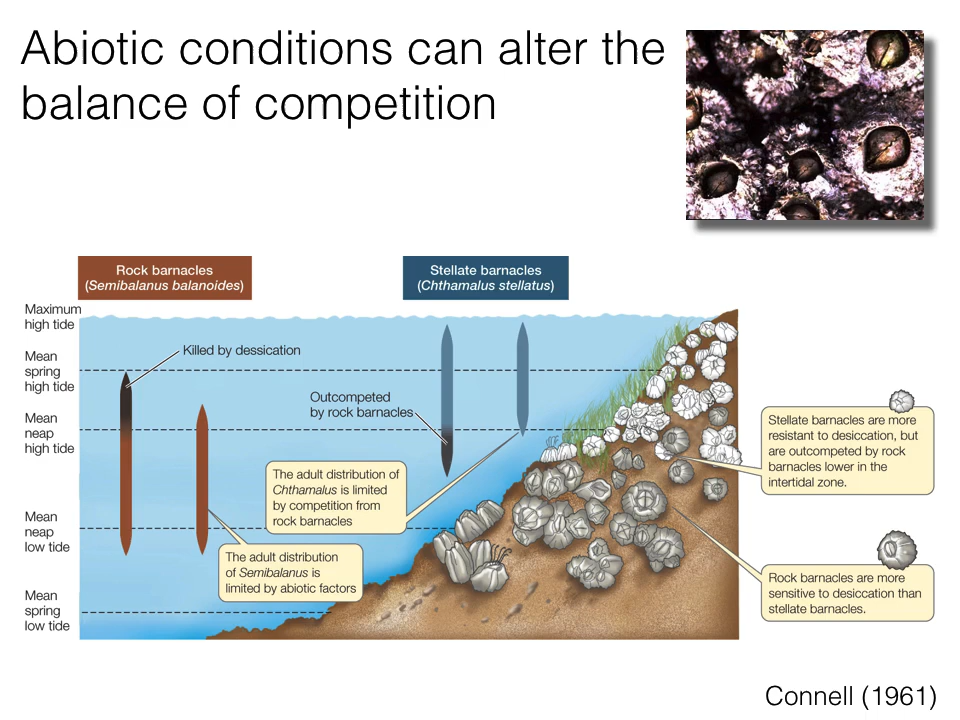 Abiotic conditions can alter the
balance of competition
Rock barnacles
(Semibalanus balanoides)
Stellate barnacles
(Chthamalus stellatus)
Maximum
high tide
Mean
spring
high tide
Mean
neap
high tide
Mean
neap
low tide
Mean
spring
low tide
Killed by dessication
Outcompeted
by rock barnacles
The adult distribution of
Chthamalus is limited
by competition from
rock barnacles
The adult distribution
of Semibalanus is
limited by abiotic factors
Stellate barnacles are more
resistant to desiccation, but
are outcompeted by rock
barnacles lower in the
intertidal zone.
Rock barnacles are more
sensitive to desiccation than
stellate barnacles.
Connell (1961)